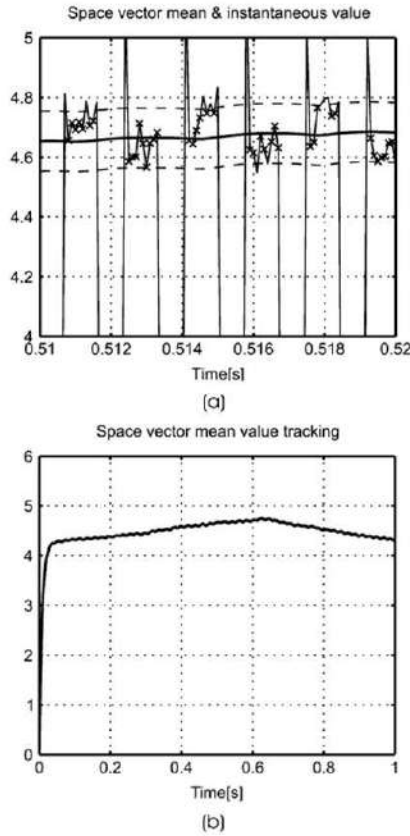 Space vector mean & instantaneous value
5
4.8
4.6
4.4
4.2
4
0.51 0.512 0.514 0.516 0.518 0.52
Time[s]
(a)
Space vector mean value tracking
6
5
4
3
2
1
0
0 0.2 0.4 0.6 0.8 1
Time[s]
(b)